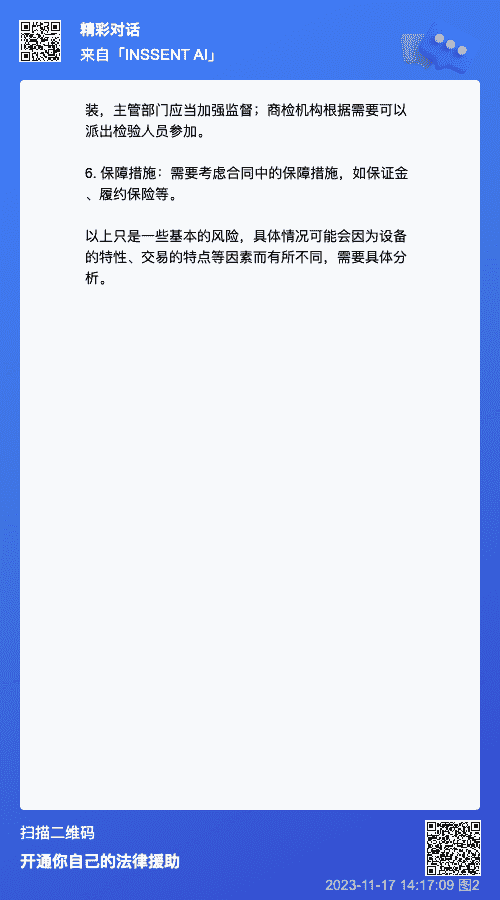 精彩对话
来自「INSSENT AI」
装，主管部门应当加强监督；商检机构根据需要可以
派出检验人员参加。
6. 保障措施：需要考虑合同中的保障措施，如保证金
、履约保险等。
以上只是一些基本的风险，具体情况可能会因为设备
的特性、交易的特点等因素而有所不同，需要具体分
析。
扫描二维码
开通你自己的法律援助
2023-11-17 14:17:09 图2